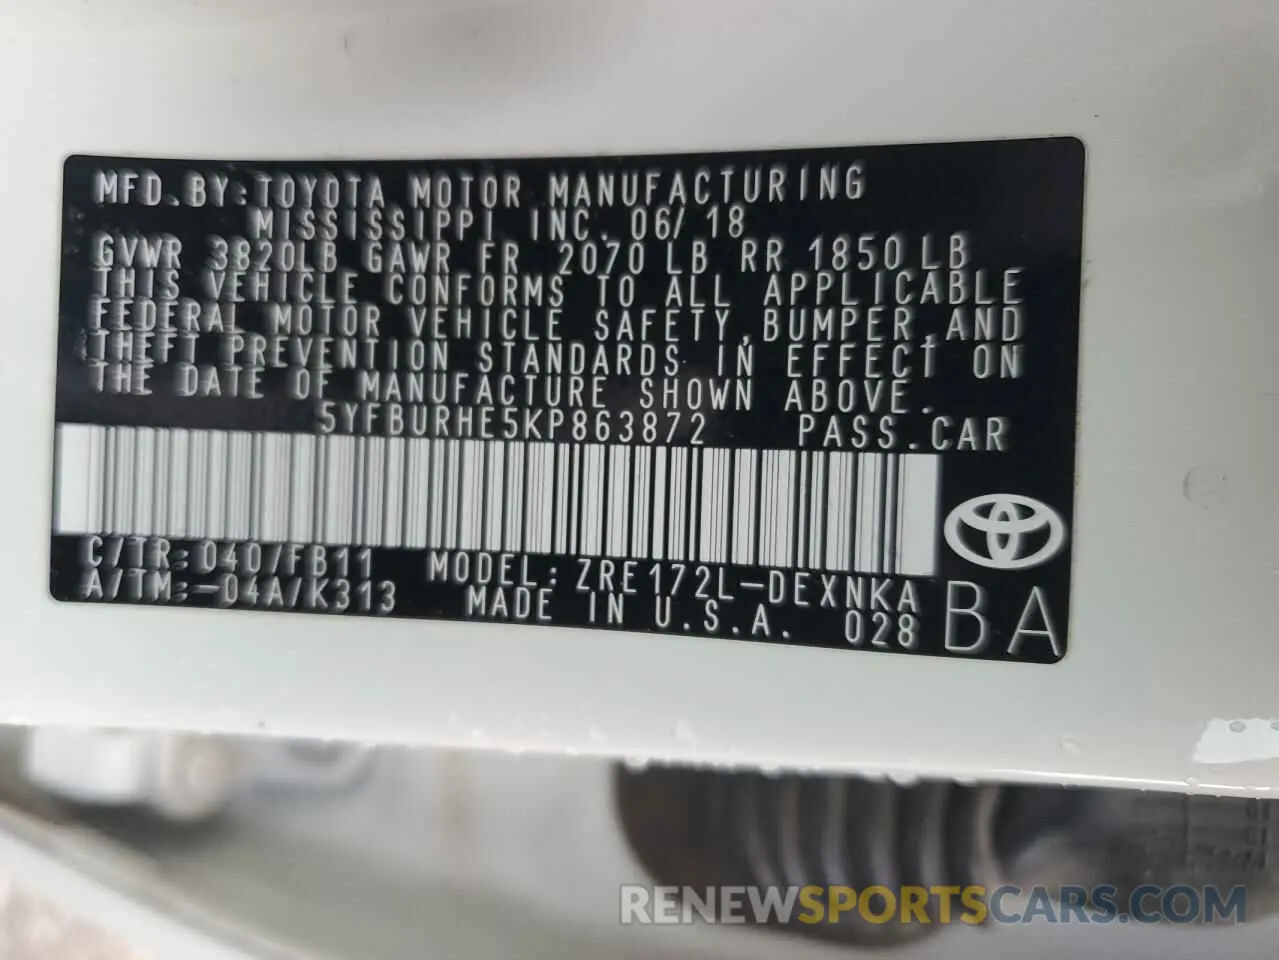 MFD. BY: TOYOTA MOTOR MANUFACTURING
MISSISSIPPI INC. 06/18
GVWR 3820LB GAWR FR 2070 LB RR 1850 LB
THIS VEHICLE CONFORMS TO ALL APPLICABLE
FEDERAL MOTOR VEHICLE SAFETY, BUMPER, AND
THEFT PREVENTION STANDARDS IN EFFECT ON
THE DATE OF MANUFACTURE SHOWN ABOVE.
5YFBURHE5KP863872 PASS. CAR
C/TR: 040/FB11 MODEL: ZRE172L-DEXNKA
A/TM: -04A/K313 MADE IN U.S.A. 028 BA
RENEWSPORTSCARS.COM